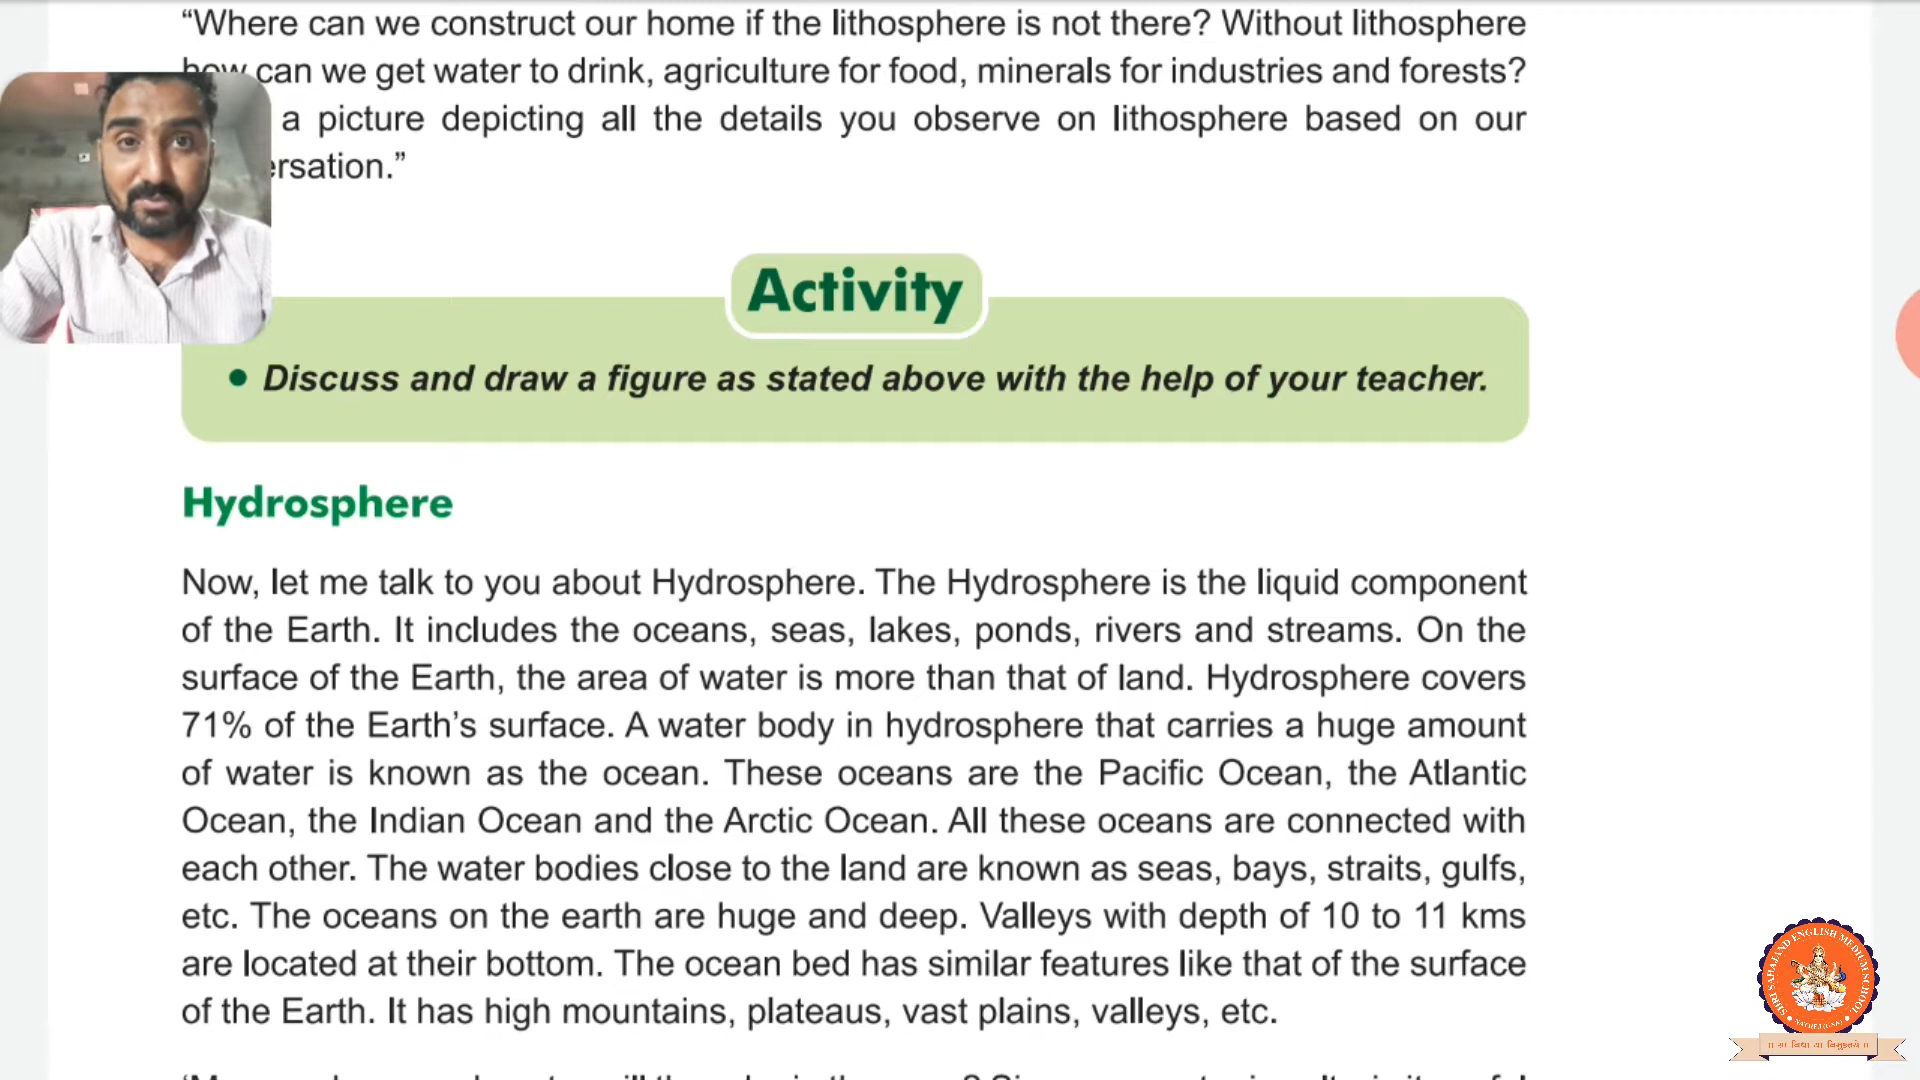 “Where can we construct our home if the lithosphere is not there? Without lithosphere
how can we get water to drink, agriculture for food, minerals for industries and forests?
a picture depicting all the details you observe on lithosphere based on our
ersation.”
Activity
• Discuss and draw a figure as stated above with the help of your teacher.
Hydrosphere
Now, let me talk to you about Hydrosphere. The Hydrosphere is the liquid component
of the Earth. It includes the oceans, seas, lakes, ponds, rivers and streams. On the
surface of the Earth, the area of water is more than that of land. Hydrosphere covers
71% of the Earth’s surface. A water body in hydrosphere that carries a huge amount
of water is known as the ocean. These oceans are the Pacific Ocean, the Atlantic
Ocean, the Indian Ocean and the Arctic Ocean. All these oceans are connected with
each other. The water bodies close to the land are known as seas, bays, straits, gulfs,
etc. The oceans on the earth are huge and deep. Valleys with depth of 10 to 11 kms
are located at their bottom. The ocean bed has similar features like that of the surface
of the Earth. It has high mountains, plateaus, vast plains, valleys, etc.
SHRI SAHAJANAND ENGLISH MEDIUM SCHOOL
।। सा विद्या या विमुक्तये ।।